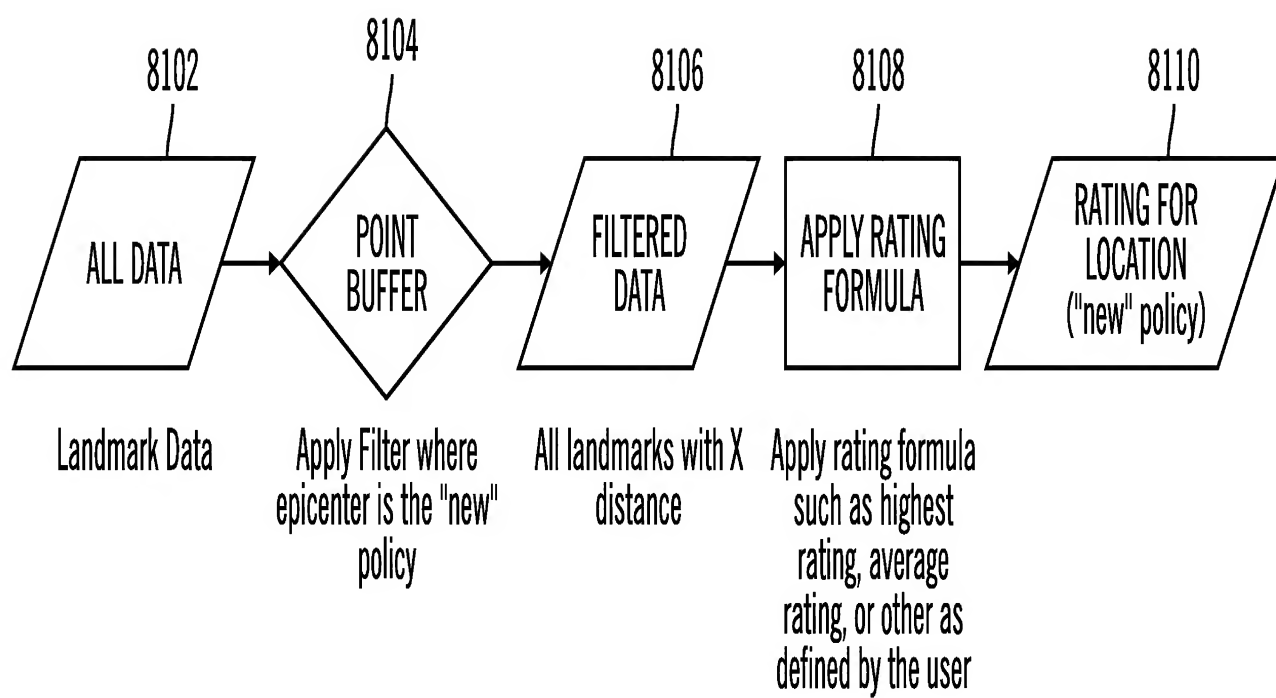 8102
8104
8106
8108
8110
ALL DATA
POINT
BUFFER
FILTERED
DATA
APPLY RATING
FORMULA
RATING FOR
LOCATION
("new" policy)
Landmark Data
Apply Filter where
epicenter is the "new"
policy
All landmarks with X
distance
Apply rating formula
such as highest
rating, average
rating, or other as
defined by the user